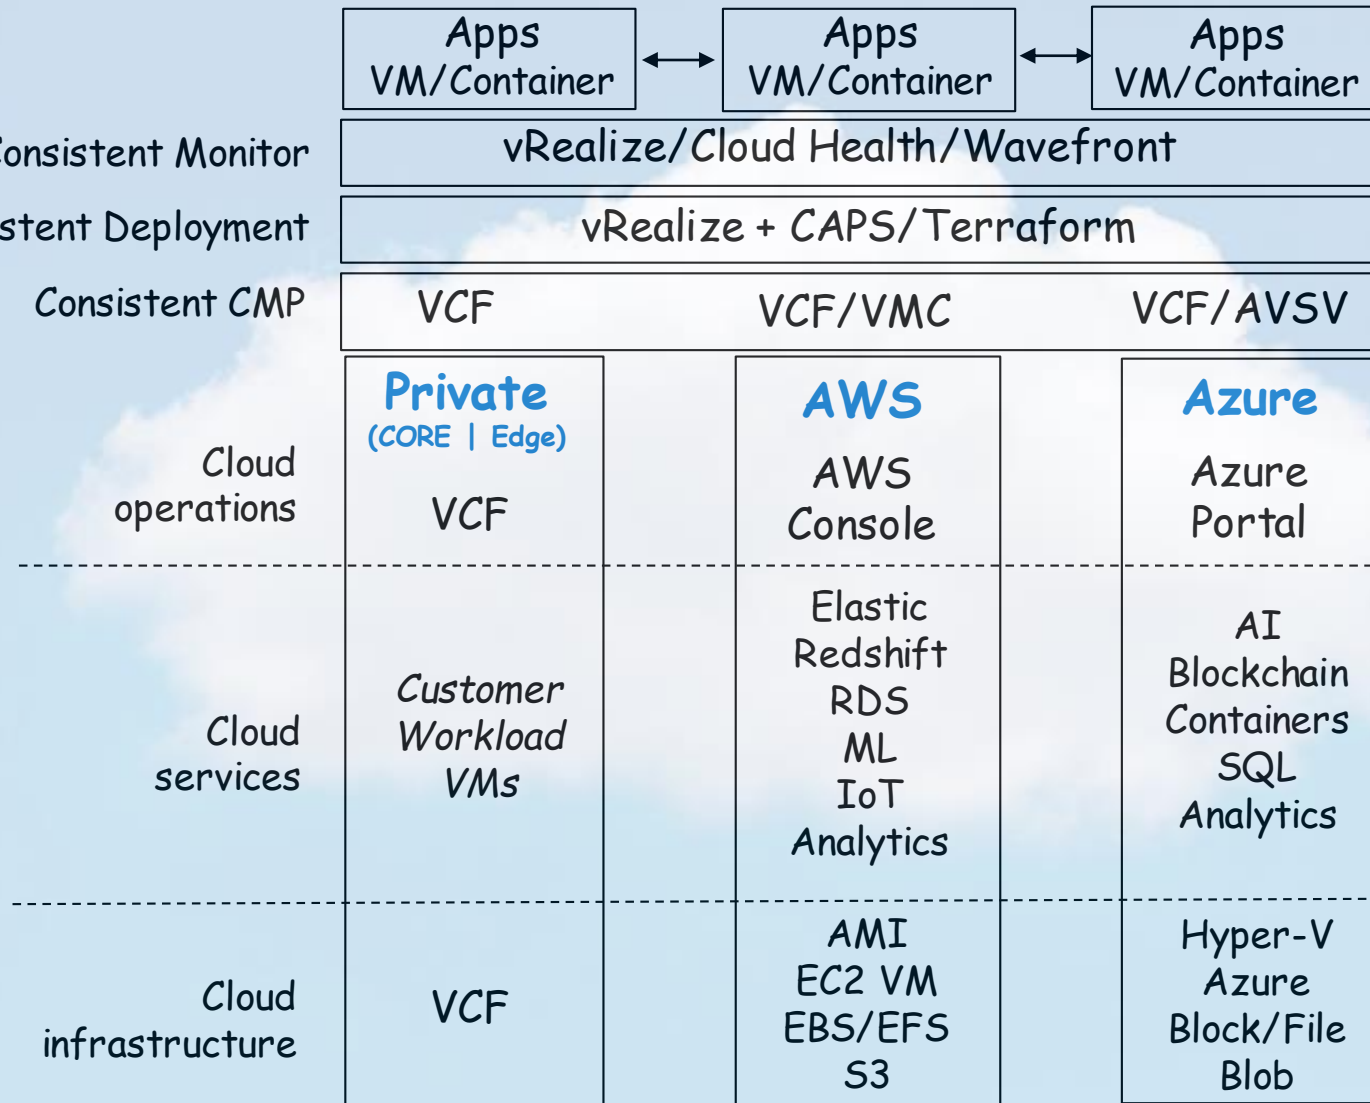 Apps
VM/Container
Apps
VM/Container
Apps
VM/Container
Consistent Monitor
vRealize/Cloud Health/Wavefront
stent Deployment
vRealize + CAPS/Terraform
Consistent CMP
VCF
VCF/VMC
VCF/AVSV
Private
(CORE | Edge)
AWS
Azure
Cloud
operations
VCF
AWS
Console
Azure
Portal
Cloud
services
Customer
Workload
VMs
Elastic
Redshift
RDS
ML
IoT
Analytics
AI
Blockchain
Containers
SQL
Analytics
Cloud
infrastructure
VCF
AMI
EC2 VM
EBS/EFS
S3
Hyper-V
Azure
Block/File
Blob